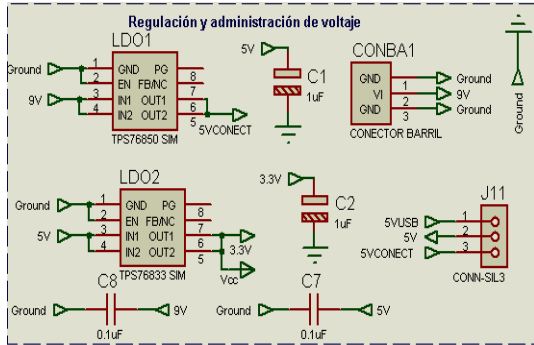 Regulación y administración de voltaje
LDO1
Ground
9V
1
2
3
4
GND
EN
IN1
IN2
PG
FB/NC
OUT1
OUT2
8
7
6
5
5VCONECT
TPS76850 SIM
5V
C1
1uF
CONBA1
GND
VI
GND
1
2
3
Ground
9V
Ground
CONECTOR BARRIL
Ground
LDO2
Ground
5V
1
2
3
4
GND
EN
IN1
IN2
PG
FB/NC
OUT1
OUT2
8
7
6
5
3.3V
Vcc
TPS76833 SIM
3.3V
C2
1uF
J11
5VUSB
5V
5VCONECT
1
2
3
CONN-SIL3
C8
Ground
9V
0.1uF
C7
Ground
5V
0.1uF